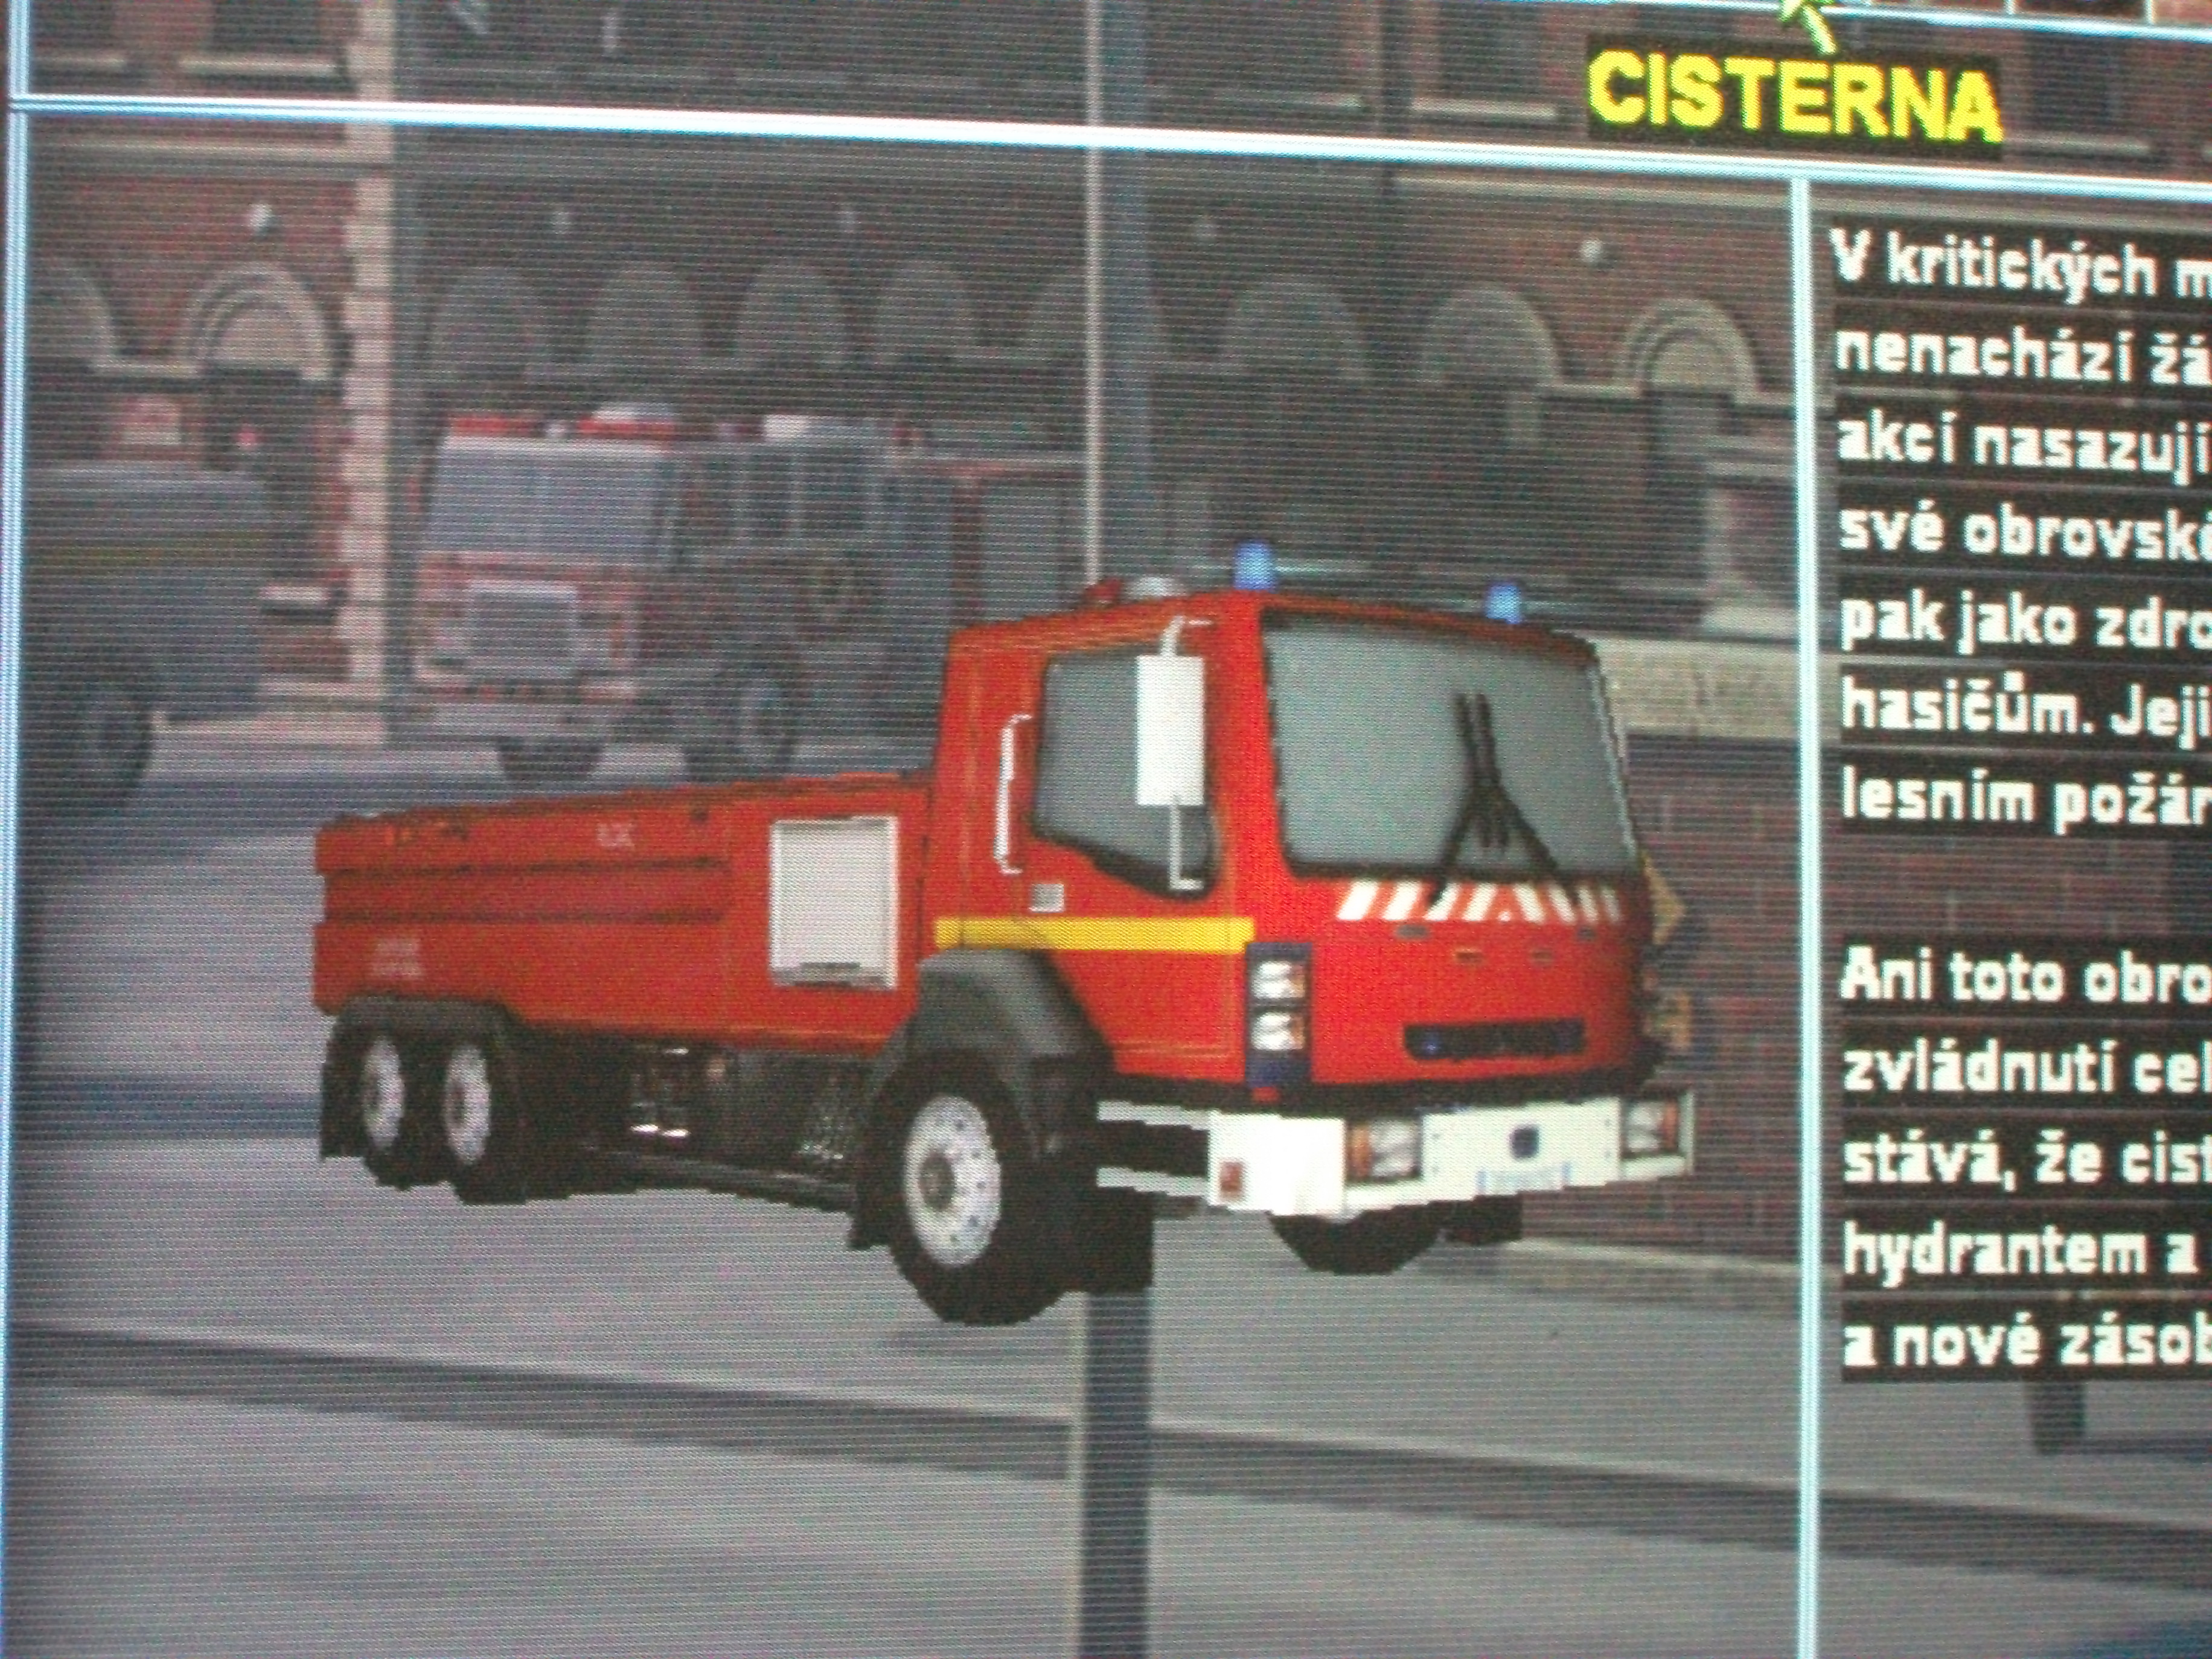 CISTERNA
V kritických m
nenachází žá
akcí nasazují
své obrovské
pak jako zdro
hasičům. Jeji
lesním požár
Ani toto obro
zvládnutí cel
stává, že cist
hydrantem a
a nové zásob